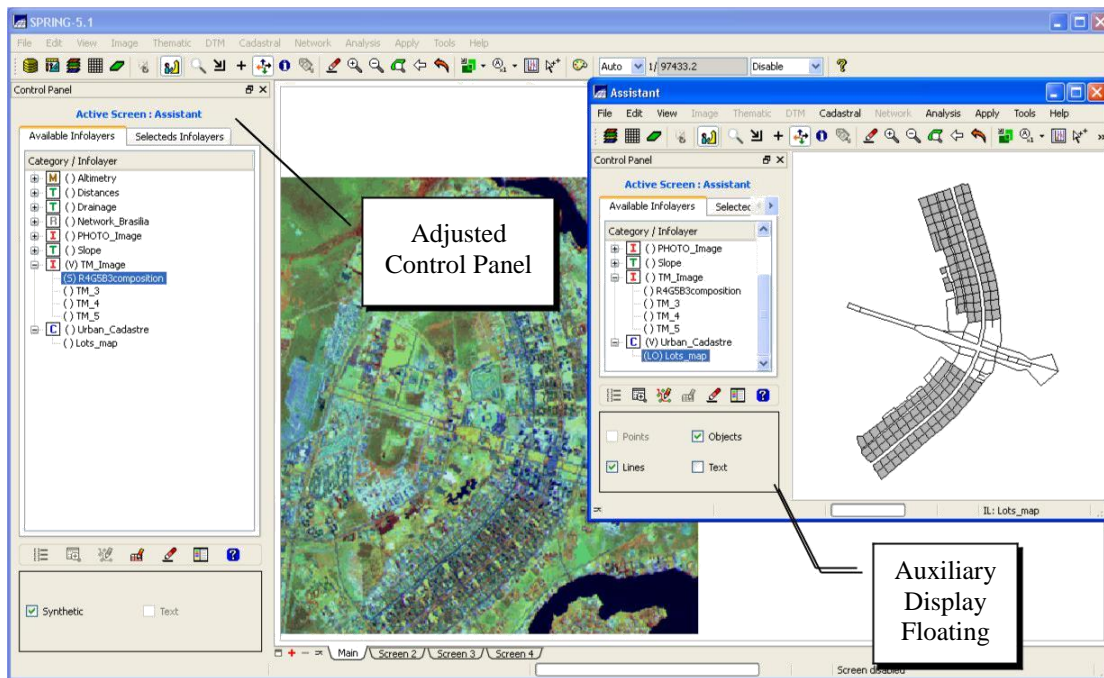 SPRING-5.1
File Edit View Image Thematic DTM Cadastral Network Analysis Apply Tools Help
Auto 1/ 97433.2 Disable
Control Panel
Active Screen : Assistant
Available Infolayers Selecteds Infolayers
Category / Infolayer
M ( ) Altimetry
T ( ) Distances
T ( ) Drainage
R ( ) Network_Brasilia
I ( ) PHOTO_Image
T ( ) Slope
I (V) TM_Image
(S) R4G5B3composition
( ) TM_3
( ) TM_4
( ) TM_5
C ( ) Urban_Cadastre
( ) Lots_map
Synthetic Text
Adjusted
Control Panel
Assistant
File Edit View Image Thematic DTM Cadastral Network Analysis Apply Tools Help
Control Panel
Active Screen : Assistant
Available Infolayers Selected
Category / Infolayer
I ( ) PHOTO_Image
T ( ) Slope
I ( ) TM_Image
( ) R4G5B3composition
( ) TM_3
( ) TM_4
( ) TM_5
C (V) Urban_Cadastre
(LO) Lots_map
Points Objects
Lines Text
IL: Lots_map
Auxiliary
Display
Floating
Main Screen 2 Screen 3 Screen 4
Screen disabled